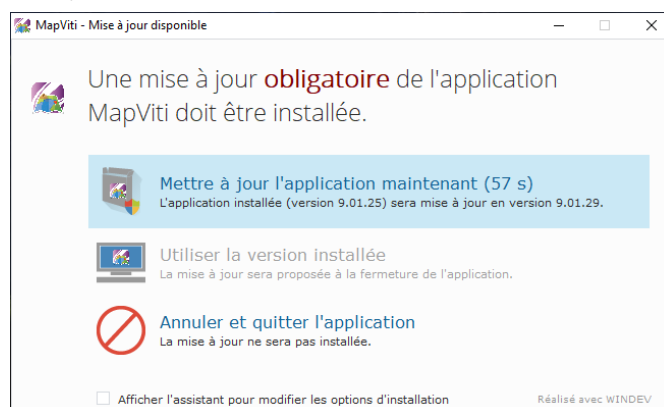 MapViti - Mise à jour disponible
Une mise à jour obligatoire de l'application
MapViti doit être installée.
Mettre à jour l'application maintenant (57 s)
L'application installée (version 9.01.25) sera mise à jour en version 9.01.29.
Utiliser la version installée
La mise à jour sera proposée à la fermeture de l'application.
Annuler et quitter l'application
La mise à jour ne sera pas installée.
Afficher l'assistant pour modifier les options d'installation
Réalisé avec WINDEV